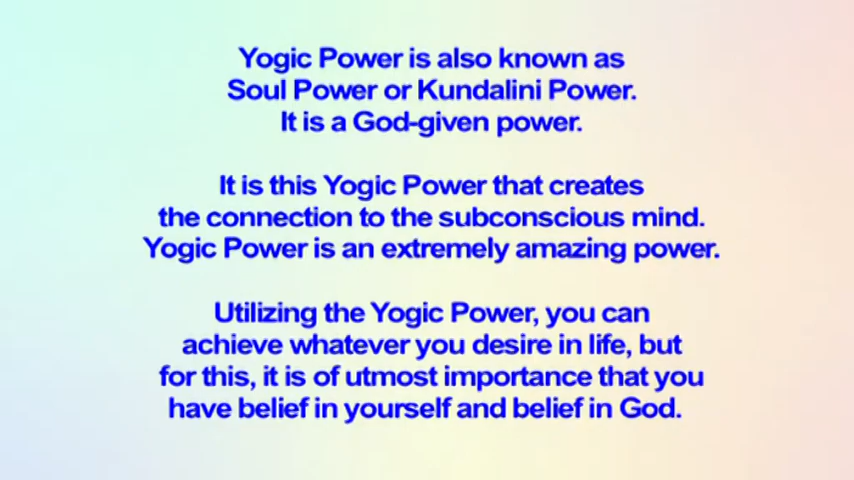 Yogic Power is also known as
Soul Power or Kundalini Power.
It is a God-given power.
It is this Yogic Power that creates
the connection to the subconscious mind.
Yogic Power is an extremely amazing power.
Utilizing the Yogic Power, you can
achieve whatever you desire in life, but
for this, it is of utmost importance that you
have belief in yourself and belief in God.